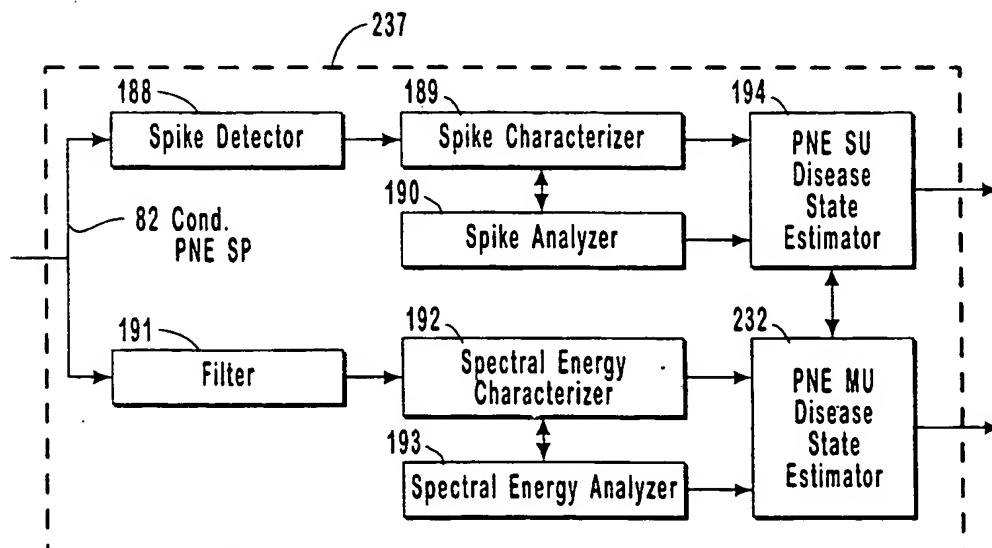 237
188
Spike Detector
189
Spike Characterizer
194
PNE SU
Disease
State
Estimator
190
Spike Analyzer
82 Cond.
PNE SP
191
Filter
192
Spectral Energy
Characterizer
232
PNE MU
Disease
State
Estimator
193
Spectral Energy Analyzer